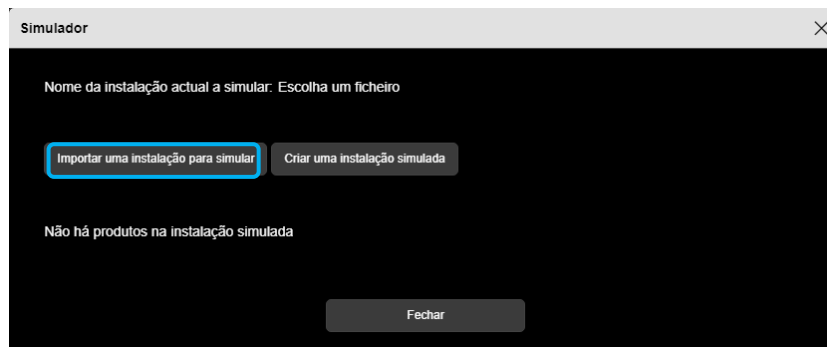 Simulador
Nome da instalação actual a simular: Escolha um ficheiro
Importar uma instalação para simular
Criar uma instalação simulada
Não há produtos na instalação simulada
Fechar